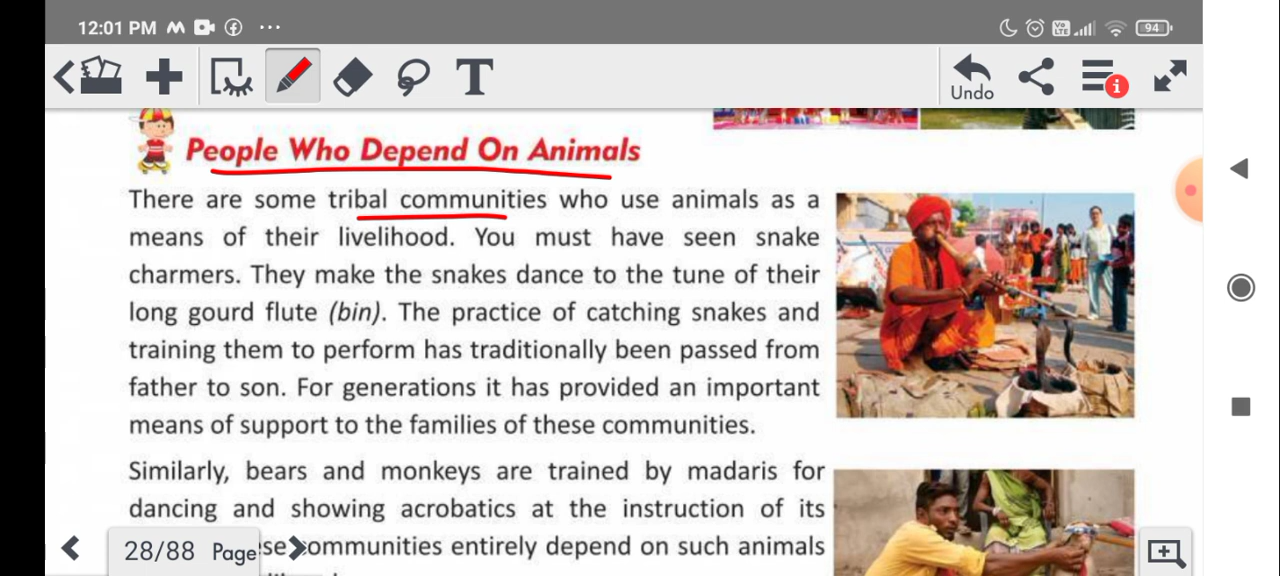 12:01 PM
94
Undo
People Who Depend On Animals
There are some tribal communities who use animals as a
means of their livelihood. You must have seen snake
charmers. They make the snakes dance to the tune of their
long gourd flute (bin). The practice of catching snakes and
training them to perform has traditionally been passed from
father to son. For generations it has provided an important
means of support to the families of these communities.
Similarly, bears and monkeys are trained by madaris for
dancing and showing acrobatics at the instruction of its
communities entirely depend on such animals
28/88 Page